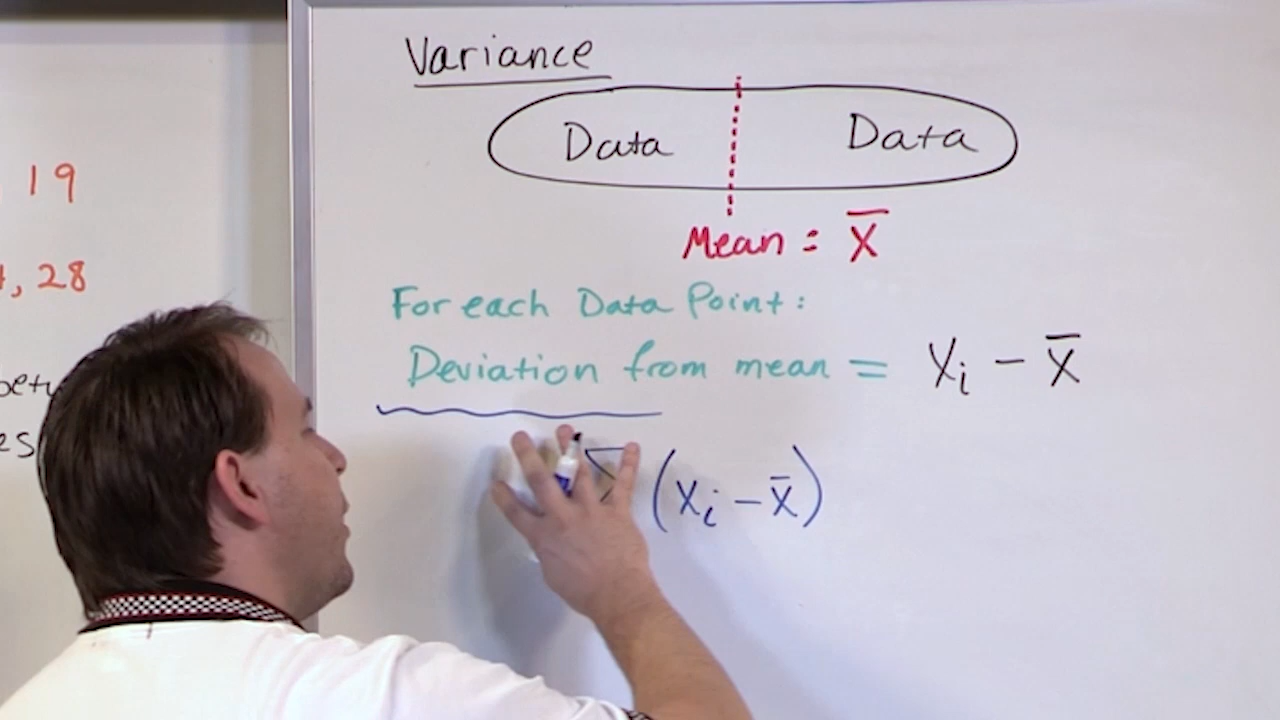 , 19
, 28
Variance
Data Data
Mean = x̄
For each Data Point:
Deviation from mean = xᵢ - x̄
Σ (xᵢ - x̄)